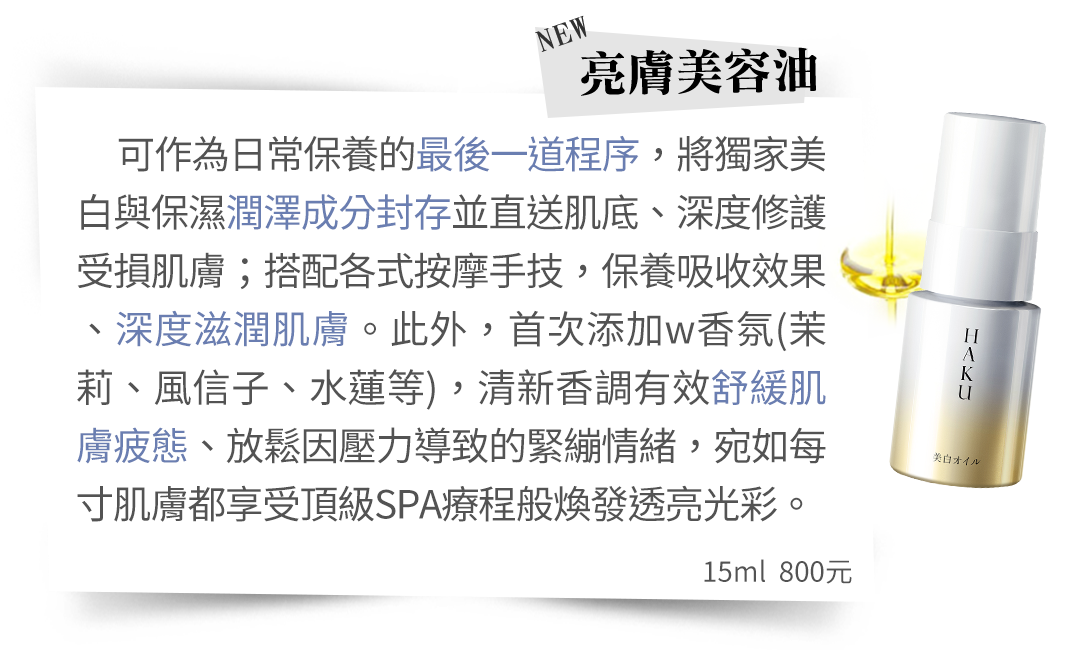 NEW
亮膚美容油
可作為日常保養的最後一道程序，將獨家美
白與保濕潤澤成分封存並直送肌底、深度修護
受損肌膚；搭配各式按摩手技，保養吸收效果
、深度滋潤肌膚。此外，首次添加w香氛(茉
莉、風信子、水蓮等)，清新香調有效舒緩肌
膚疲態、放鬆因壓力導致的緊繃情緒，宛如每
寸肌膚都享受頂級SPA療程般煥發透亮光彩。
15ml 800元
HAKU
美白オイル